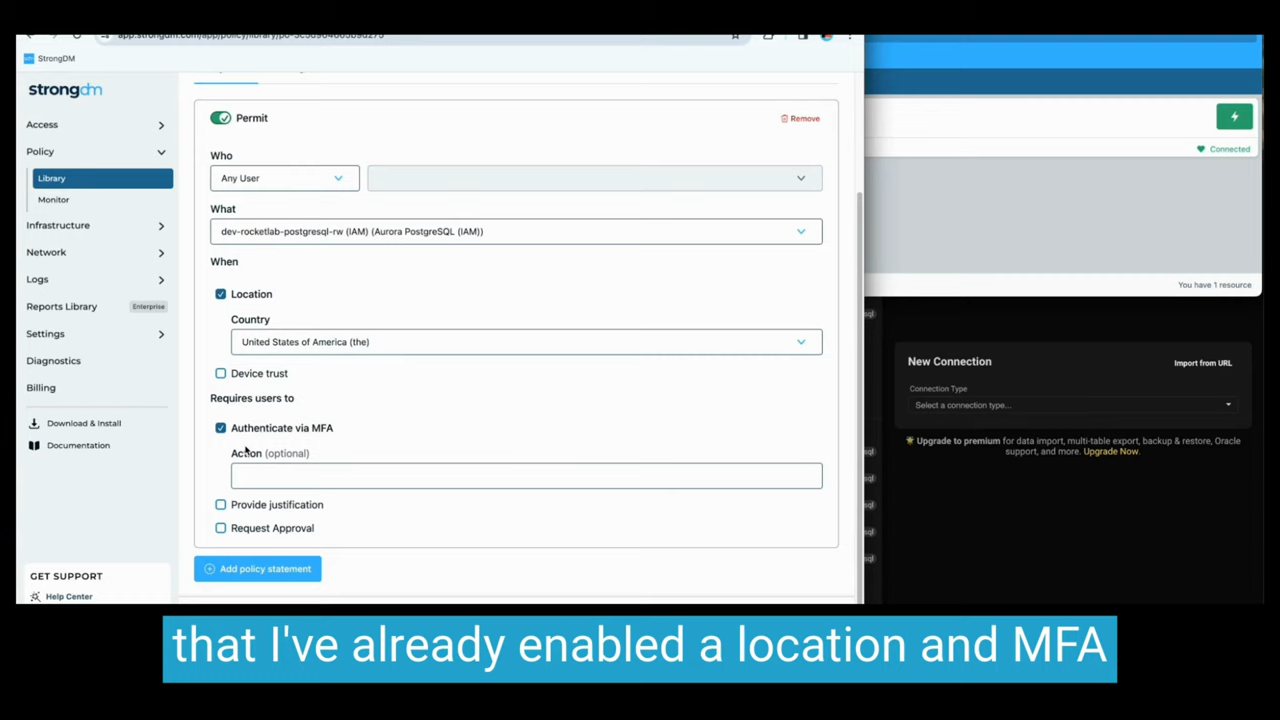 StrongDM
strongdm
Access
Policy
Library
Monitor
Infrastructure
Network
Logs
Reports Library Enterprise
Settings
Diagnostics
Billing
Download & Install
Documentation
GET SUPPORT
Help Center
Permit
Remove
Who
Any User
What
dev-rocketlab-postgresql-rw (IAM) (Aurora PostgreSQL (IAM))
When
Location
Country
United States of America (the)
Device trust
Requires users to
Authenticate via MFA
Action (optional)
Provide justification
Request Approval
Add policy statement
Connected
You have 1 resource
New Connection
Import from URL
Connection Type
Select a connection type...
Upgrade to premium for data import, multi-table export, backup & restore, Oracle
support, and more. Upgrade Now.
that I've already enabled a location and MFA